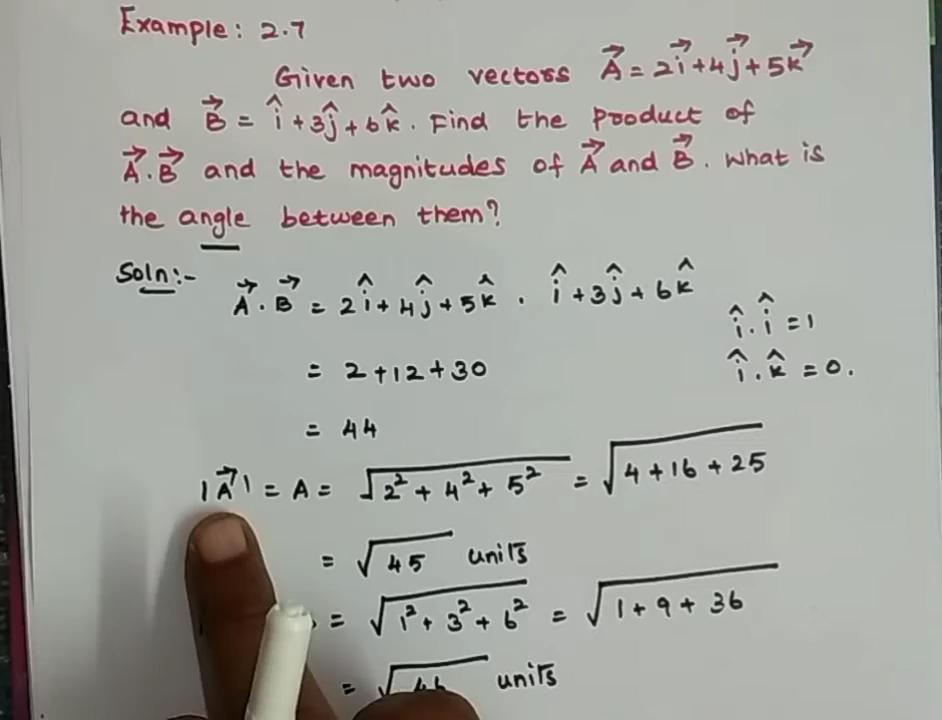 Example: 2.7
Given two vectors A⃗ = 2i⃗ + 4j⃗ + 5k⃗
and B⃗ = î + 3ĵ + 6k̂. Find the product of
A⃗.B⃗ and the magnitudes of A⃗ and B⃗. What is
the angle between them?
Soln:-
A⃗ . B⃗ = 2î + 4ĵ + 5k̂ . î + 3ĵ + 6k̂
î . î = 1
= 2 + 12 + 30
î . k̂ = 0.
= 44
|A⃗| = A = √2² + 4² + 5² = √4 + 16 + 25
= √45 units
= √1² + 3² + 6² = √1 + 9 + 36
= √46 units